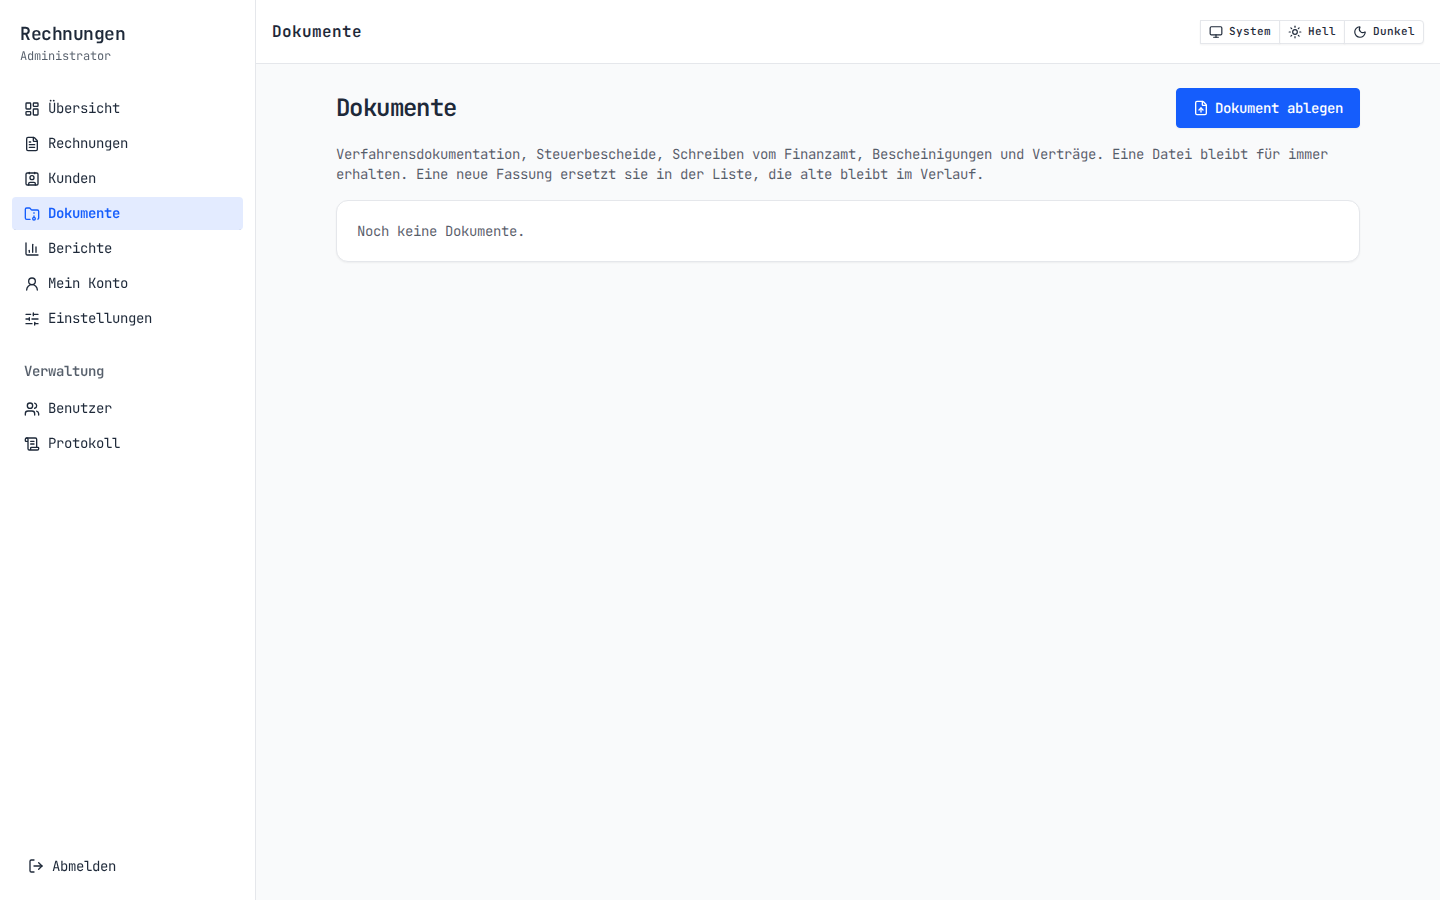 Rechnungen
Administrator
Übersicht
Rechnungen
Kunden
Dokumente
Berichte
Mein Konto
Einstellungen
Verwaltung
Benutzer
Protokoll
Abmelden
Dokumente
System
Hell
Dunkel
Dokumente
Dokument ablegen
Verfahrensdokumentation, Steuerbescheide, Schreiben vom Finanzamt, Bescheinigungen und Verträge. Eine Datei bleibt für immer
erhalten. Eine neue Fassung ersetzt sie in der Liste, die alte bleibt im Verlauf.
Noch keine Dokumente.